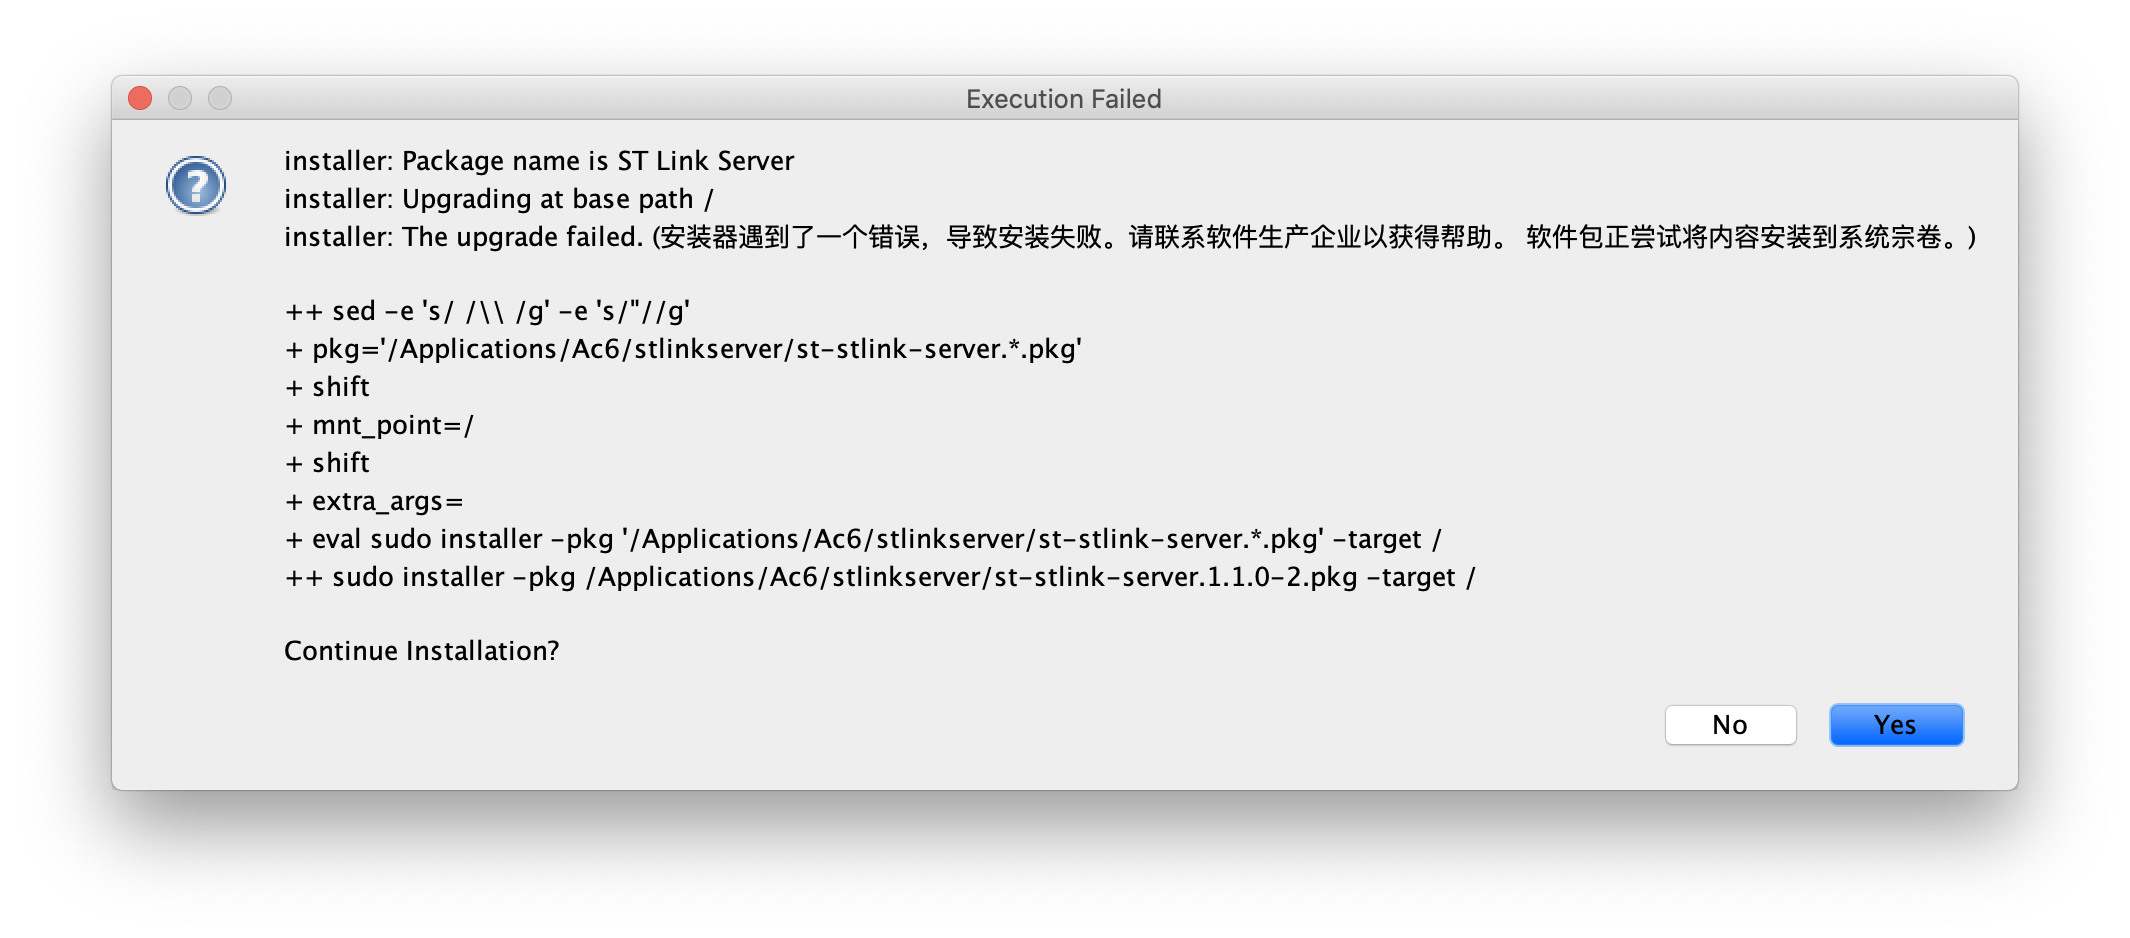 Execution Failed
installer: Package name is ST Link Server
installer: Upgrading at base path /
installer: The upgrade failed. (安装器遇到了一个错误，导致安装失败。请联系软件生产企业以获得帮助。 软件包正尝试将内容安装到系统宗卷。)
++ sed -e 's/ /\\ /g' -e 's/"//g'
+ pkg='/Applications/Ac6/stlinkserver/st-stlink-server.*.pkg'
+ shift
+ mnt_point=/
+ shift
+ extra_args=
+ eval sudo installer -pkg '/Applications/Ac6/stlinkserver/st-stlink-server.*.pkg' -target /
++ sudo installer -pkg /Applications/Ac6/stlinkserver/st-stlink-server.1.1.0-2.pkg -target /
Continue Installation?
No
Yes